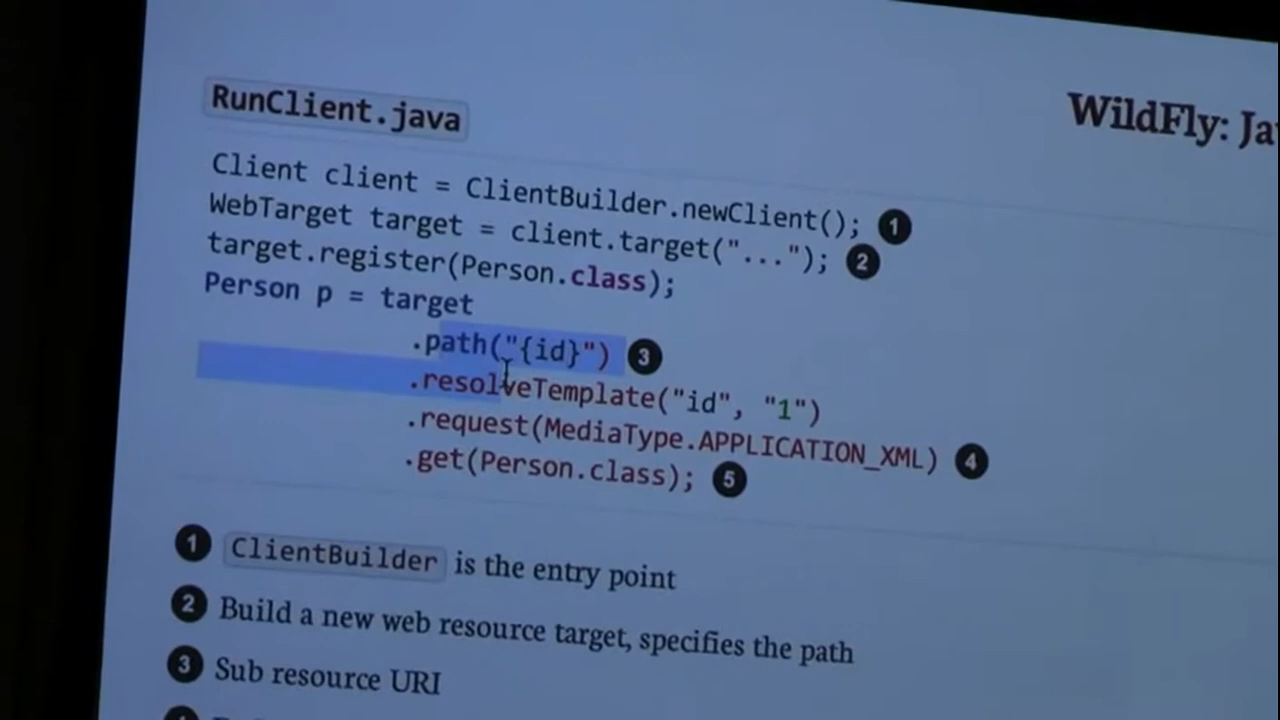 WildFly:
RunClient.java
Client client = ClientBuilder.newClient(); 1
WebTarget target = client.target("..."); 2
target.register(Person.class);
Person p = target
.path("{id}") 3
.resolveTemplate("id", "1")
.request(MediaType.APPLICATION_XML) 4
.get(Person.class); 5
1 ClientBuilder is the entry point
2 Build a new web resource target, specifies the path
3 Sub resource URI